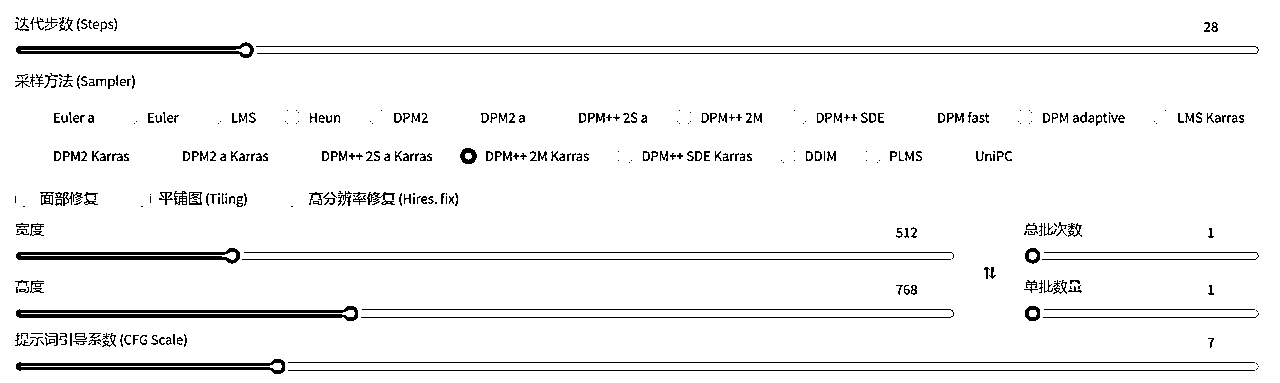 迭代步数 (Steps) 28
采样方法 (Sampler)
Euler a Euler LMS Heun DPM2 DPM2 a DPM++ 2S a DPM++ 2M DPM++ SDE DPM fast DPM adaptive LMS Karras
DPM2 Karras DPM2 a Karras DPM++ 2S a Karras DPM++ 2M Karras DPM++ SDE Karras DDIM PLMS UniPC
面部修复 平铺图 (Tiling) 高分辨率修复 (Hires. fix)
宽度 512 总批次数 1
高度 768 单批数量 1
提示词引导系数 (CFG Scale) 7